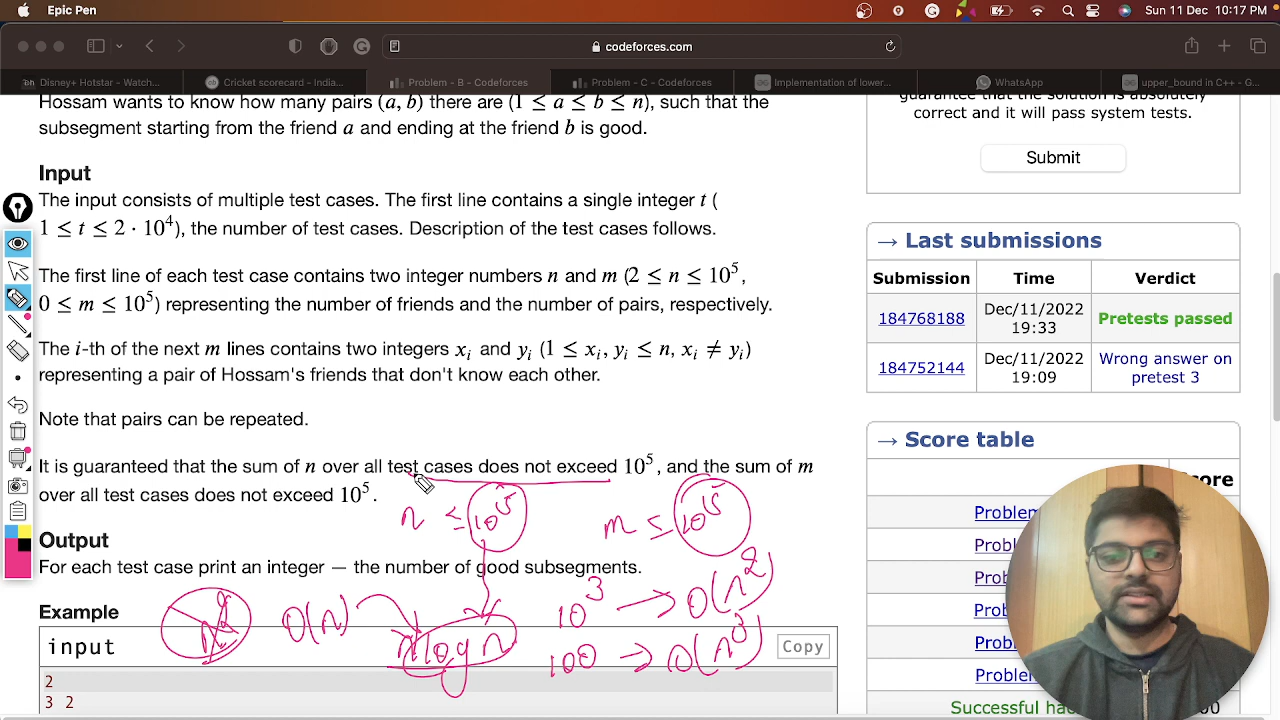 Epic Pen
Sun 11 Dec 10:17 PM
codeforces.com
Disney+ Hotstar - Watch...
Cricket scorecard - India...
Problem - B - Codeforces
Problem - C - Codeforces
Implementation of lower...
WhatsApp
upper_bound in C++ - G...
Hossam wants to know how many pairs (a, b) there are (1 ≤ a ≤ b ≤ n), such that the
subsegment starting from the friend a and ending at the friend b is good.
Input
The input consists of multiple test cases. The first line contains a single integer t (
1 ≤ t ≤ 2 · 10⁴), the number of test cases. Description of the test cases follows.
The first line of each test case contains two integer numbers n and m (2 ≤ n ≤ 10⁵,
0 ≤ m ≤ 10⁵) representing the number of friends and the number of pairs, respectively.
The i-th of the next m lines contains two integers xᵢ and yᵢ (1 ≤ xᵢ, yᵢ ≤ n, xᵢ ≠ yᵢ)
representing a pair of Hossam's friends that don't know each other.
Note that pairs can be repeated.
It is guaranteed that the sum of n over all test cases does not exceed 10⁵, and the sum of m
over all test cases does not exceed 10⁵.
n ≤ 10⁵
m ≤ 10⁵
Output
For each test case print an integer — the number of good subsegments.
n² O(n) n log n
10³ → O(n²)
100 → O(n³)
Example
input
Copy
2
3 2
guarantee that the solution is absolutely
correct and it will pass system tests.
Submit
→ Last submissions
Submission Time Verdict
184768188 Dec/11/2022 19:33 Pretests passed
184752144 Dec/11/2022 19:09 Wrong answer on pretest 3
→ Score table
Score
Problem
Problem
Problem
Problem
Problem
Problem
Successful ha